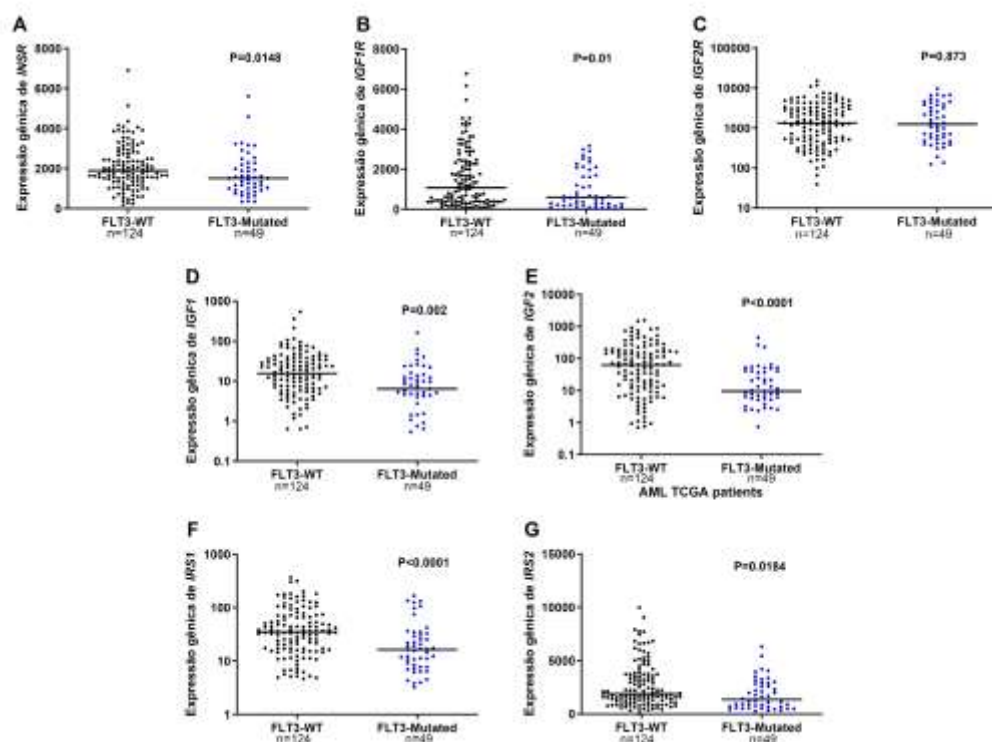 A
Expressão gênica de INSR
8000
6000
4000
2000
0
P=0.0148
FLT3-WT
n=124
FLT3-Mutated
n=49
B
Expressão gênica de IGF1R
8000
6000
4000
2000
0
P=0.01
FLT3-WT
n=124
FLT3-Mutated
n=49
C
Expressão gênica de IGF2R
100000
10000
1000
100
10
P=0.873
FLT3-WT
n=124
FLT3-Mutated
n=49
D
Expressão gênica de IGF1
1000
100
10
1
0.1
P=0.002
FLT3-WT
n=124
FLT3-Mutated
n=49
E
Expressão gênica de IGF2
10000
1000
100
10
1
0.1
P<0.0001
FLT3-WT
n=124
FLT3-Mutated
n=49
AML TCGA patients
F
Expressão gênica de IRS1
1000
100
10
1
P<0.0001
FLT3-WT
n=124
FLT3-Mutated
n=49
G
Expressão gênica de IRS2
15000
10000
5000
0
P=0.0184
FLT3-WT
n=124
FLT3-Mutated
n=49